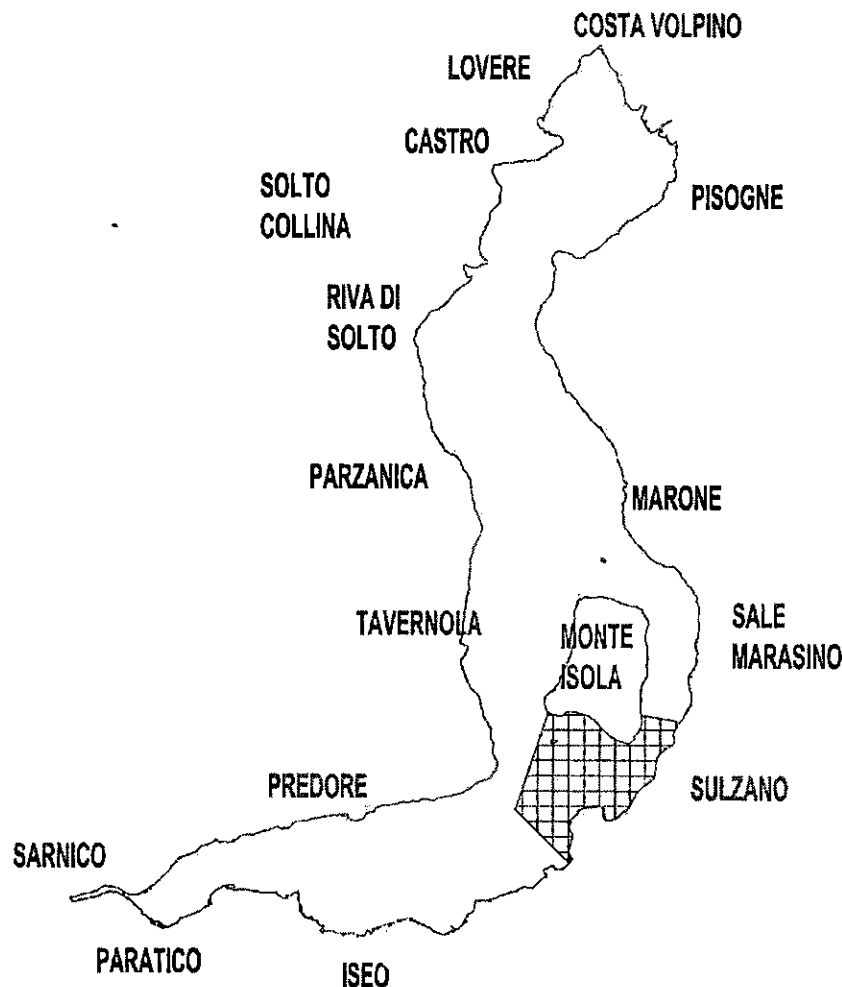 COSTA VOLPINO
LOVERE
CASTRO
SOLTO
COLLINA
PISOGNE
RIVA DI
SOLTO
PARZANICA
MARONE
TAVERNOLA
MONTE
ISOLA
SALE
MARASINO
PREDORE
SULZANO
SARNICO
PARATICO
ISEO